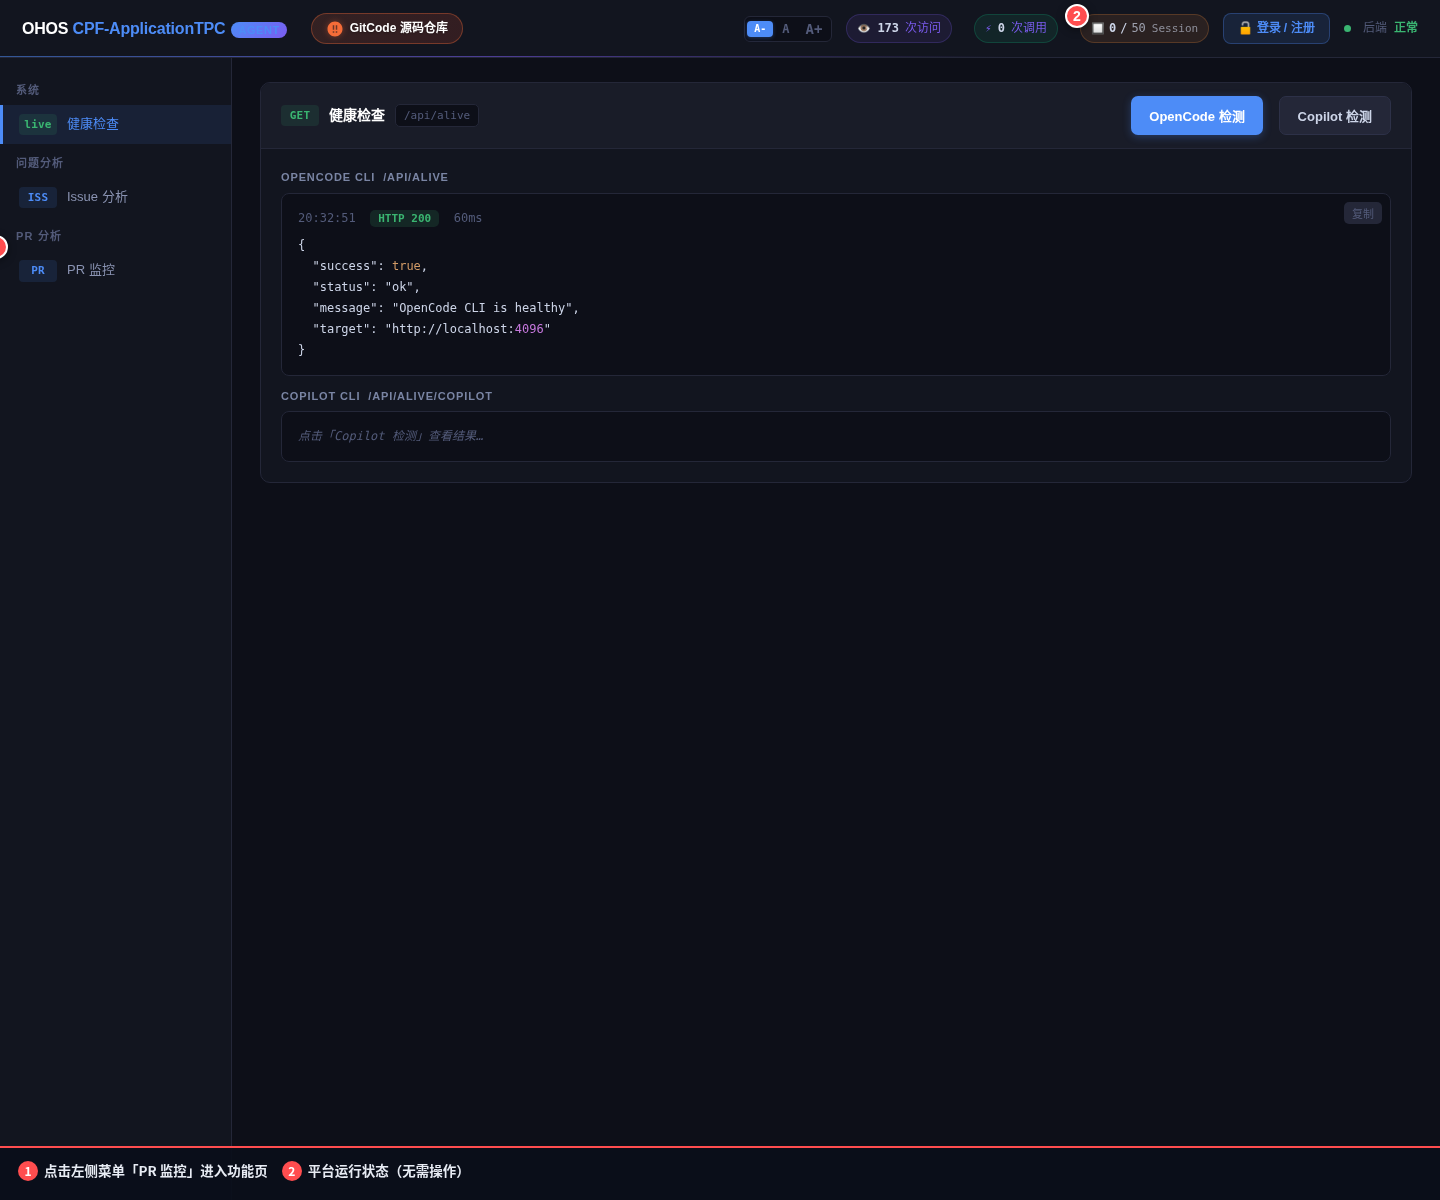 OHOS CPF-ApplicationTPC
GitCode 源码仓库
A- A A+
173 次访问
⚡ 0 次调用
2
0 / 50 Session
登录 / 注册
后端 正常
系统
live 健康检查
问题分析
ISS Issue 分析
PR 分析
PR PR 监控
GET 健康检查 /api/alive
OpenCode 检测
Copilot 检测
OPENCODE CLI /API/ALIVE
20:32:51 HTTP 200 60ms
复制
{
"success": true,
"status": "ok",
"message": "OpenCode CLI is healthy",
"target": "http://localhost:4096"
}
COPILOT CLI /API/ALIVE/COPILOT
点击「Copilot 检测」查看结果…
1 点击左侧菜单「PR 监控」进入功能页 2 平台运行状态（无需操作）